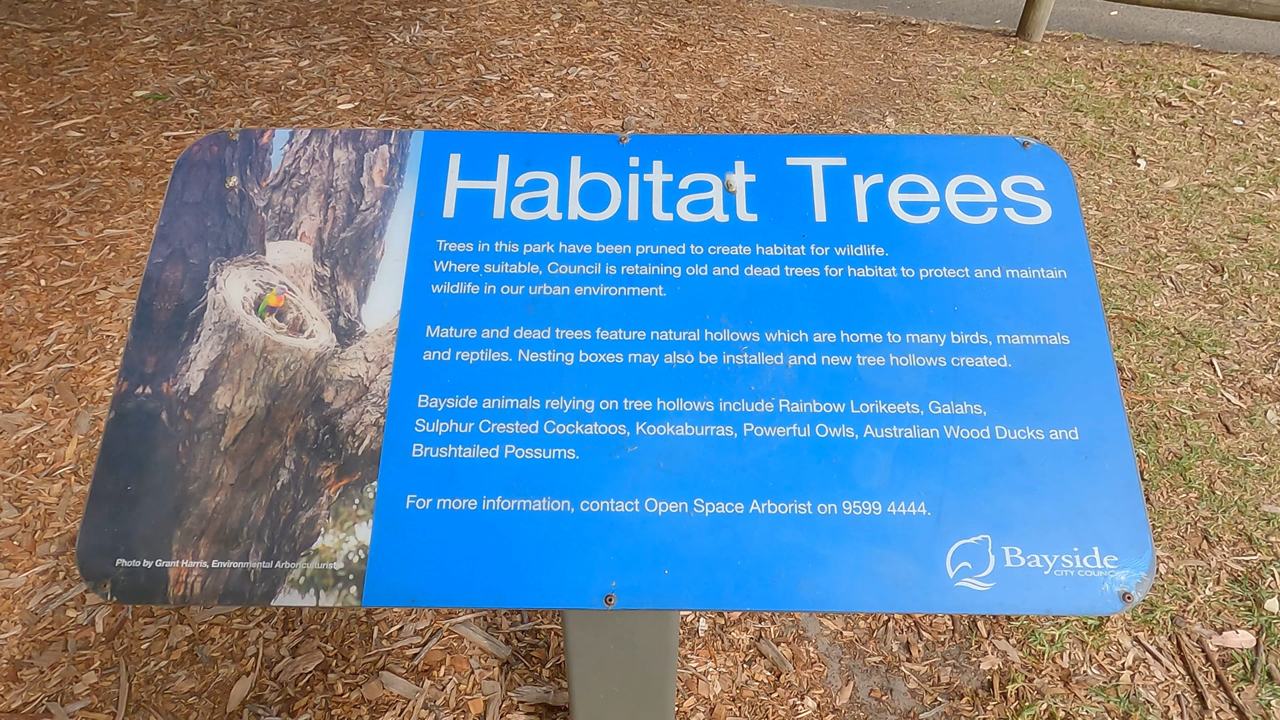 Habitat Trees
Trees in this park have been pruned to create habitat for wildlife.
Where suitable, Council is retaining old and dead trees for habitat to protect and maintain
wildlife in our urban environment.
Mature and dead trees feature natural hollows which are home to many birds, mammals
and reptiles. Nesting boxes may also be installed and new tree hollows created.
Bayside animals relying on tree hollows include Rainbow Lorikeets, Galahs,
Sulphur Crested Cockatoos, Kookaburras, Powerful Owls, Australian Wood Ducks and
Brushtailed Possums.
For more information, contact Open Space Arborist on 9599 4444.
Photo by Grant Harris, Environmental Arboriculturist
Bayside
CITY COUNCIL